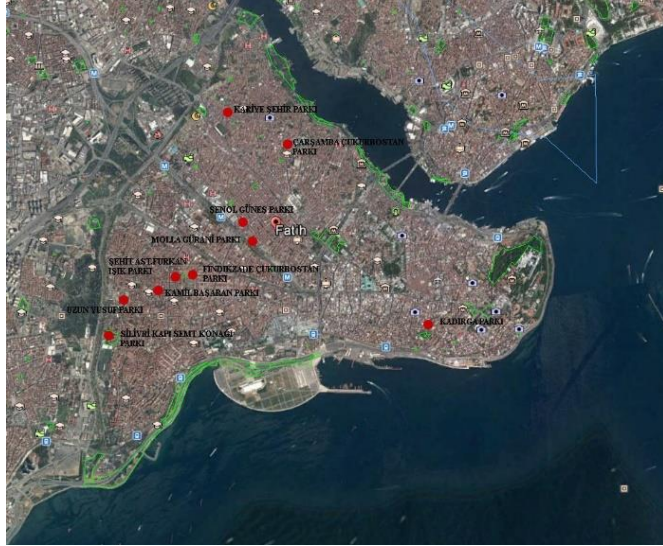 KARİYE ŞEHİR PARKI
ÇARŞAMBA ÇUKURBOSTAN
PARKI
ŞENOL GÜNEŞ PARKI
Fatih
MOLLA GÜRANİ PARKI
ŞEHİT AST.FURKAN
IŞIK PARKI
FINDIKZADE ÇUKURBOSTAN
PARKI
KAMİL BAŞARAN PARKI
UZUN YUSUF PARKI
KADIRGA PARKI
SİLİVRİ KAPI SEMT KONAĞI
PARKI